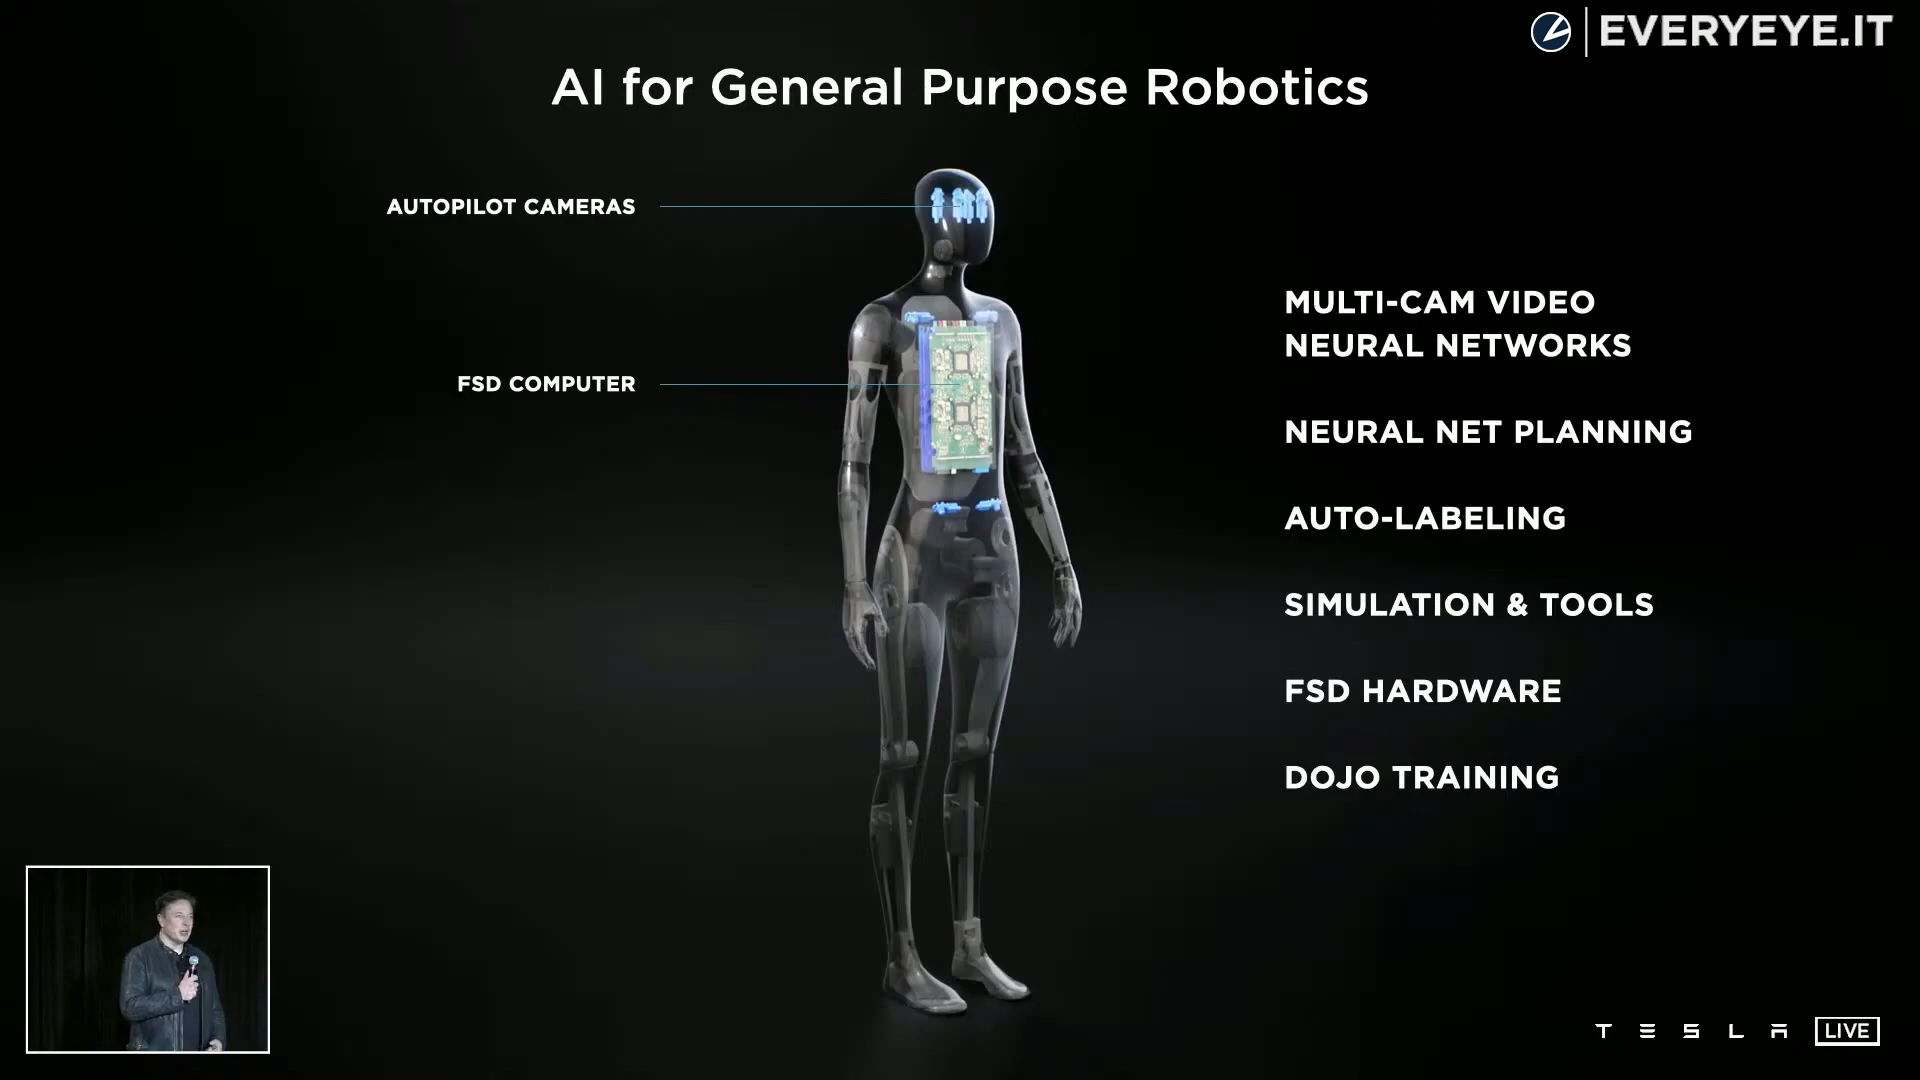 EVERYEYE.IT
AI for General Purpose Robotics
AUTOPILOT CAMERAS
FSD COMPUTER
MULTI-CAM VIDEO
NEURAL NETWORKS
NEURAL NET PLANNING
AUTO-LABELING
SIMULATION & TOOLS
FSD HARDWARE
DOJO TRAINING
TESLA LIVE